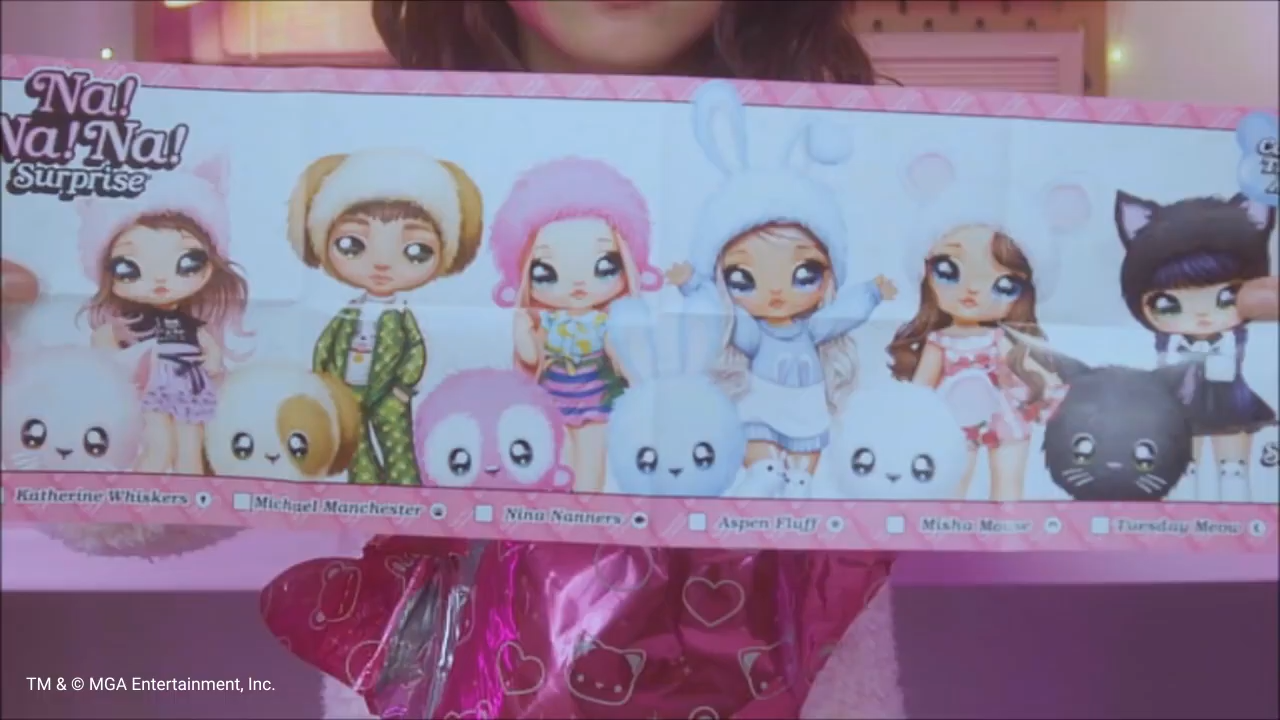 Na!
Na! Na!
Surprise
Katherine Whiskers
Michael Manchester
Nina Nanners
Aspen Fluff
Misha Mouse
Tuesday Meow
TM & © MGA Entertainment, Inc.